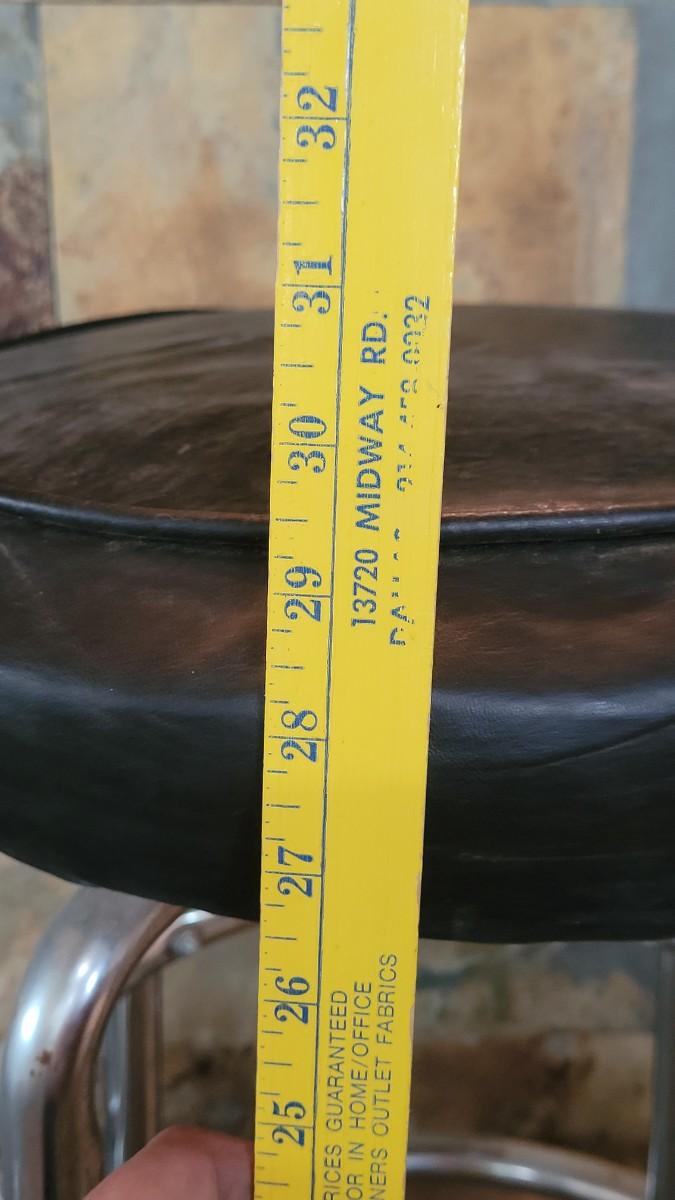 32
31
30
29
28
27
26
25
13720 MIDWAY RD.
RICES GUARANTEED
OR IN HOME/OFFICE
NERS OUTLET FABRICS